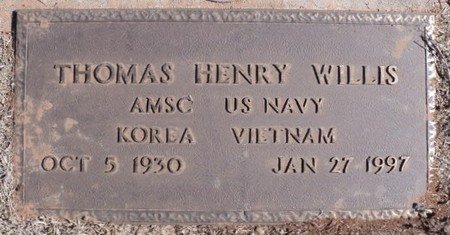 THOMAS HENRY WILLIS
AMSC US NAVY
KOREA VIETNAM
OCT 5 1930 JAN 27 1997